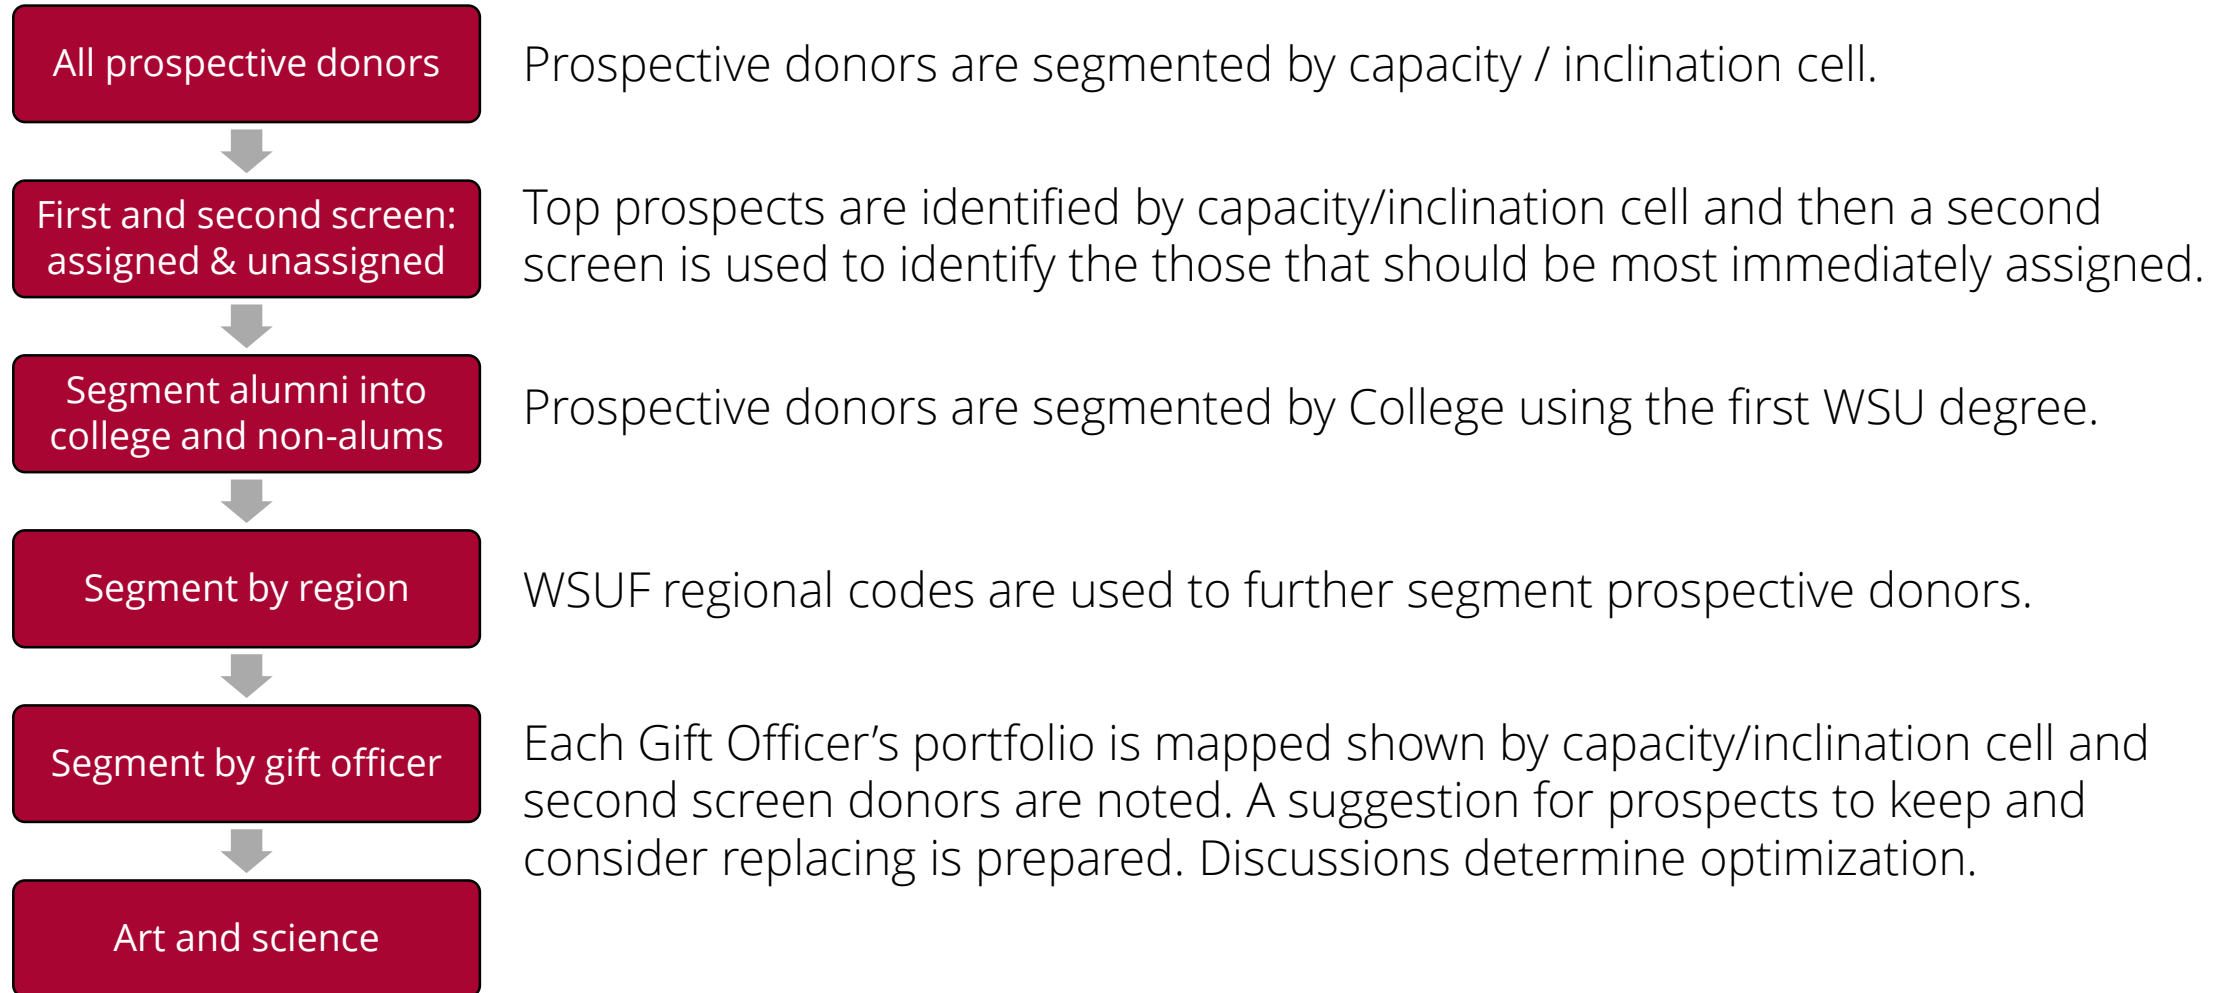 All prospective donors
Prospective donors are segmented by capacity / inclination cell.
First and second screen:
assigned & unassigned
Top prospects are identified by capacity/inclination cell and then a second
screen is used to identify the those that should be most immediately assigned.
Segment alumni into
college and non-alums
Prospective donors are segmented by College using the first WSU degree.
Segment by region
WSUF regional codes are used to further segment prospective donors.
Segment by gift officer
Each Gift Officer’s portfolio is mapped shown by capacity/inclination cell and
second screen donors are noted. A suggestion for prospects to keep and
consider replacing is prepared. Discussions determine optimization.
Art and science